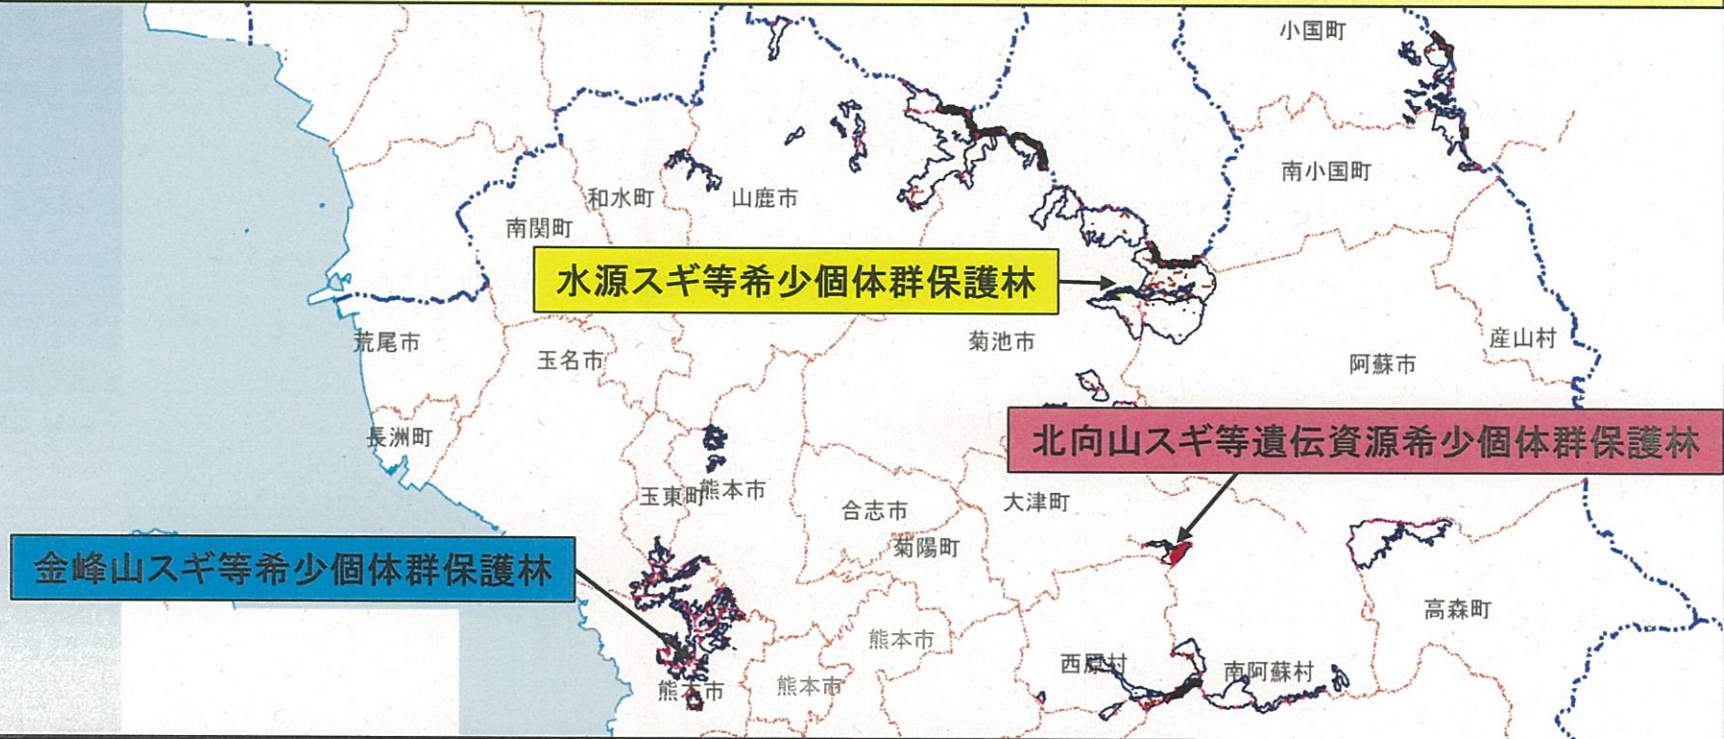 小国町
南小国町
和水町
山鹿市
南関町
水源スギ等希少個体群保護林
荒尾市
玉名市
菊池市
産山村
阿蘇市
長洲町
北向山スギ等遺伝資源希少個体群保護林
玉東町
熊本市
合志市
大津町
菊陽町
金峰山スギ等希少個体群保護林
高森町
熊本市
西原村
南阿蘇村
熊本市
熊本市